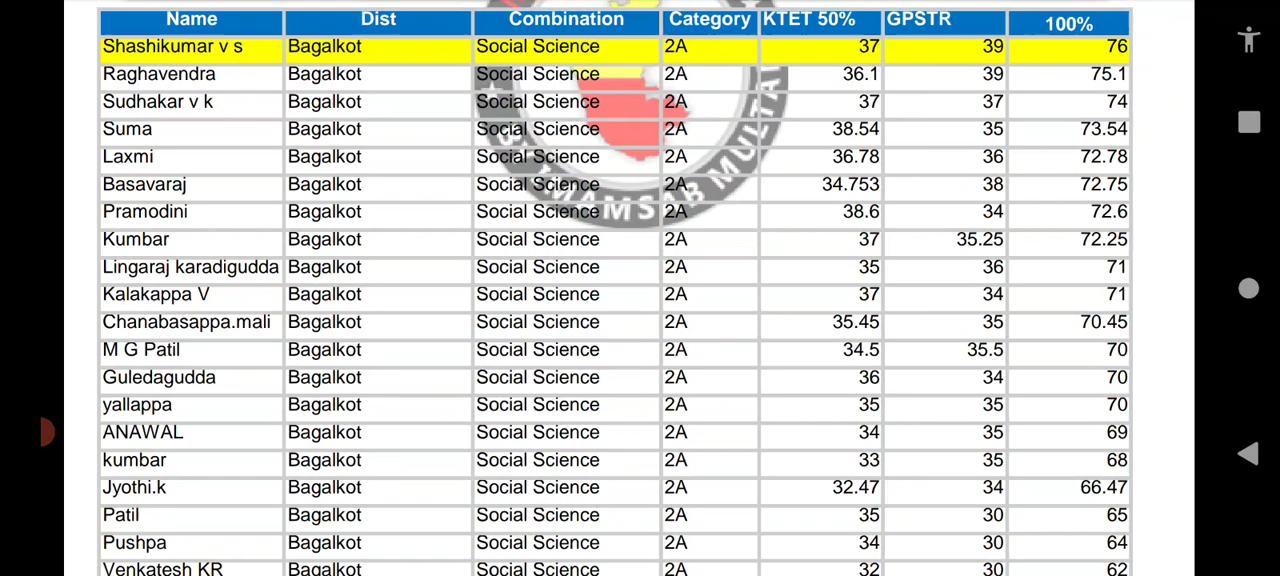 Name Dist Combination Category KTET 50% GPSTR 100%
Shashikumar v s Bagalkot Social Science 2A 37 39 76
Raghavendra Bagalkot Social Science 2A 36.1 39 75.1
Sudhakar v k Bagalkot Social Science 2A 37 37 74
Suma Bagalkot Social Science 2A 38.54 35 73.54
Laxmi Bagalkot Social Science 2A 36.78 36 72.78
Basavaraj Bagalkot Social Science 2A 34.753 38 72.75
Pramodini Bagalkot Social Science 2A 38.6 34 72.6
Kumbar Bagalkot Social Science 2A 37 35.25 72.25
Lingaraj karadigudda Bagalkot Social Science 2A 35 36 71
Kalakappa V Bagalkot Social Science 2A 37 34 71
Chanabasappa.mali Bagalkot Social Science 2A 35.45 35 70.45
M G Patil Bagalkot Social Science 2A 34.5 35.5 70
Guledagudda Bagalkot Social Science 2A 36 34 70
yallappa Bagalkot Social Science 2A 35 35 70
ANAWAL Bagalkot Social Science 2A 34 35 69
kumbar Bagalkot Social Science 2A 33 35 68
Jyothi.k Bagalkot Social Science 2A 32.47 34 66.47
Patil Bagalkot Social Science 2A 35 30 65
Pushpa Bagalkot Social Science 2A 34 30 64
Venkatesh KR Bagalkot Social Science 2A 32 30 62